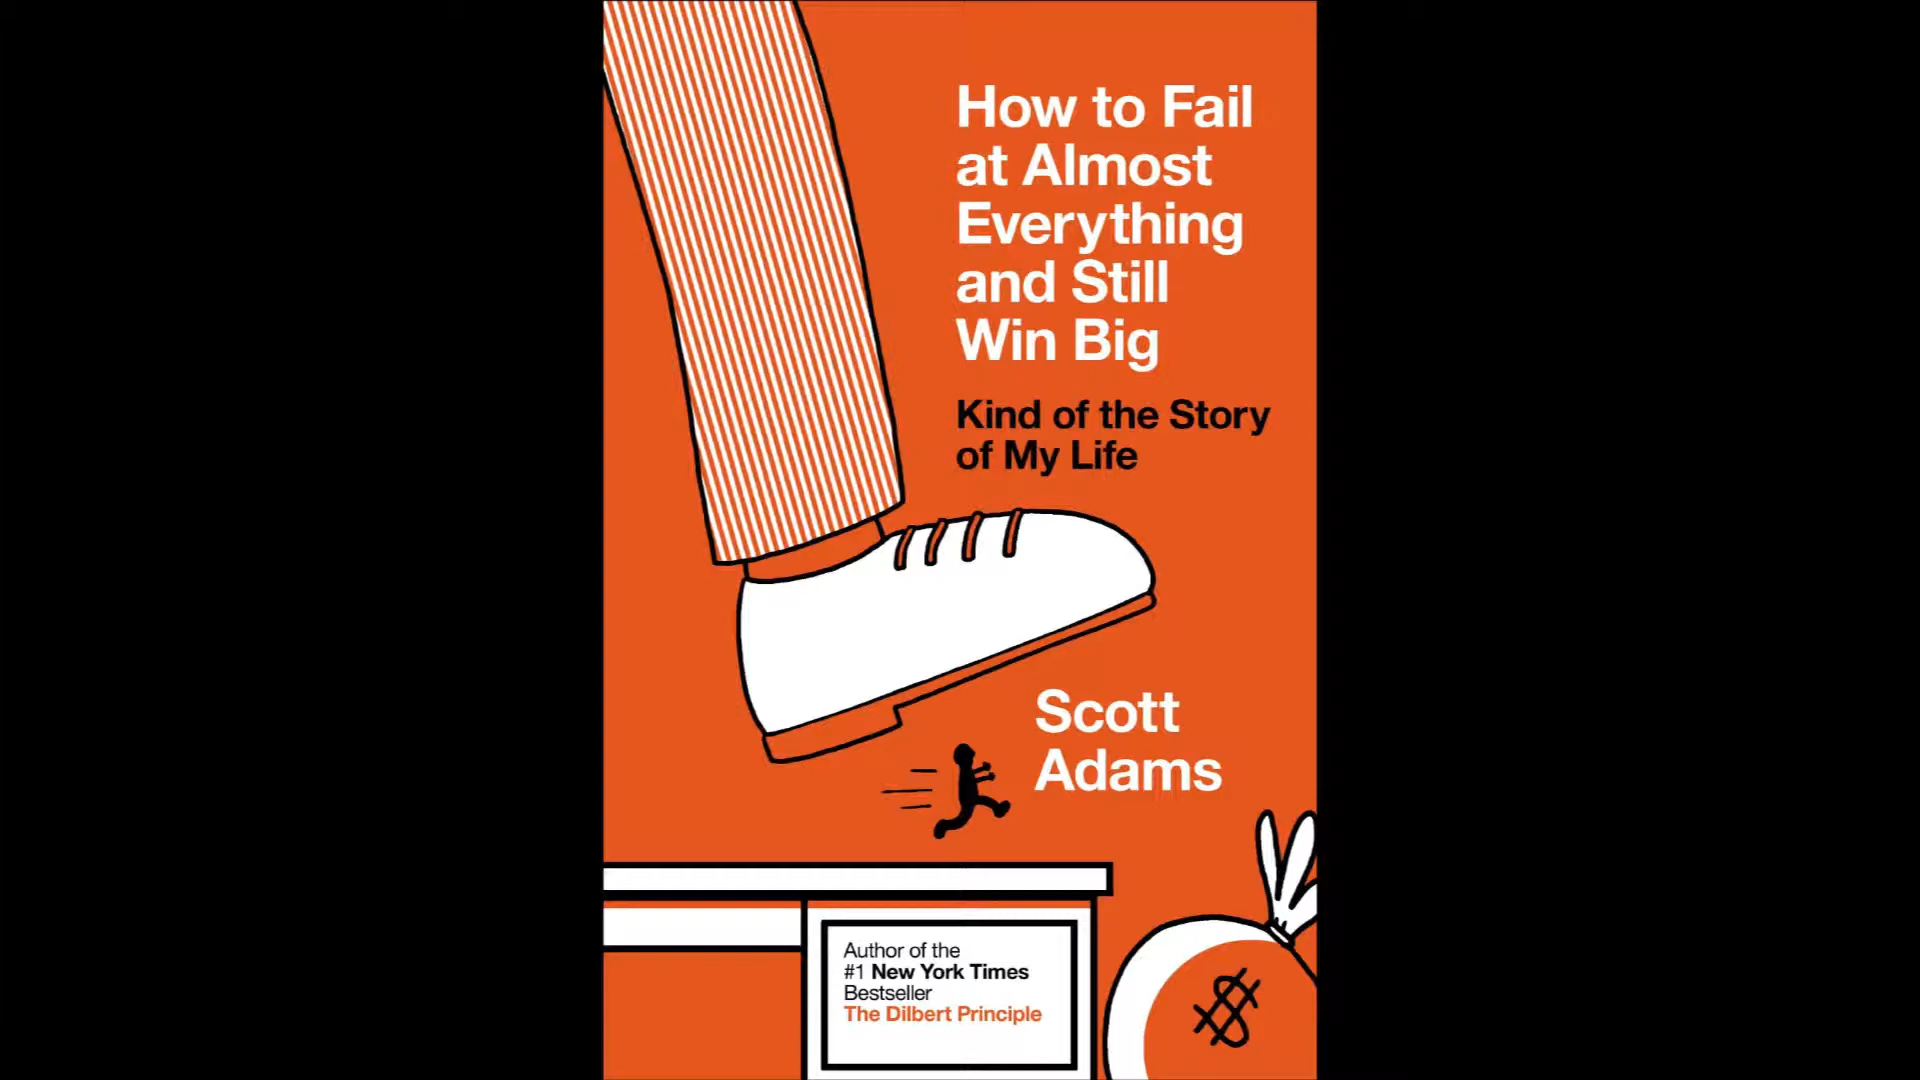 How to Fail
at Almost
Everything
and Still
Win Big
Kind of the Story
of My Life
Scott
Adams
Author of the
#1 New York Times
Bestseller
The Dilbert Principle
$